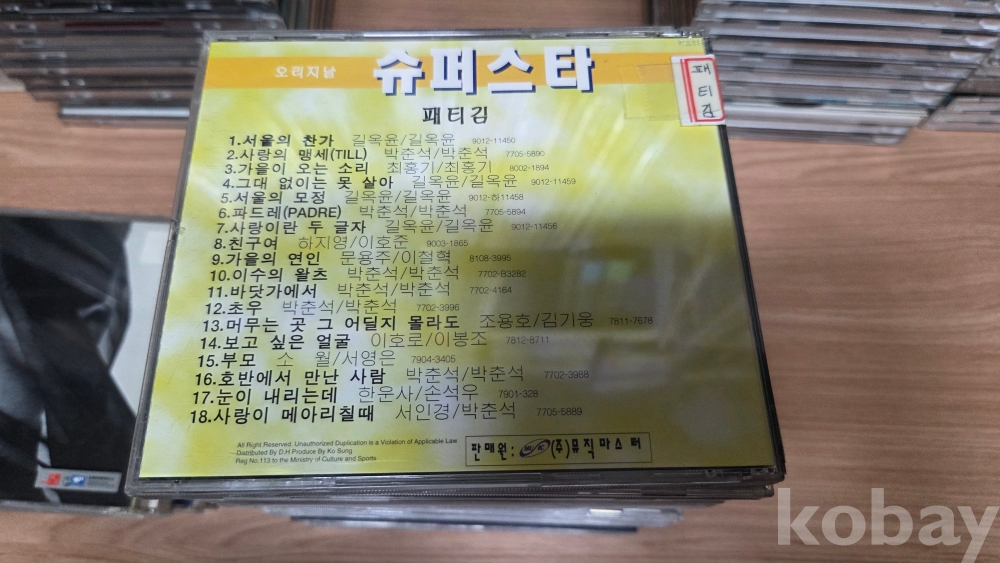 오리지날 슈퍼스타
패티김
패티김
1.서울의 찬가 길옥윤/길옥윤 9012-11450
2.사랑의 맹세(TILL) 박춘석/박춘석 7705-5890
3.가을이 오는 소리 최홍기/최홍기 8002-1894
4.그대 없이는 못 살아 길옥윤/길옥윤 9012-11459
5.서울의 모정 길옥윤/길옥윤 9012-하11458
6.파드레(PADRE) 박춘석/박춘석 7705-5894
7.사랑이란 두 글자 길옥윤/길옥윤 9012-11456
8.친구여 하지영/이호준 9003-1865
9.가을의 연인 문용주/이철혁 8108-3995
10.이수의 왈츠 박춘석/박춘석 7702-B3282
11.바닷가에서 박춘석/박춘석 7702-4164
12.초우 박춘석/박춘석 7702-3996
13.머무는 곳 그 어딜지 몰라도 조용호/김기웅 7811-7678
14.보고 싶은 얼굴 이호로/이봉조 7812-8711
15.부모 소 월/서영은 7904-3405
16.호반에서 만난 사람 박춘석/박춘석 7702-3988
17.눈이 내리는데 한운사/손석우 7901-328
18.사랑이 메아리칠때 서인경/박춘석 7705-5889
All Right Reserved. Unauthorized Duplication is a Violation of Applicable Law.
Distributed By D.H Produce By Ko Sung
Reg No.113 to the Ministry of Culture and Sports
판매원: (주)뮤직마스터
kobay